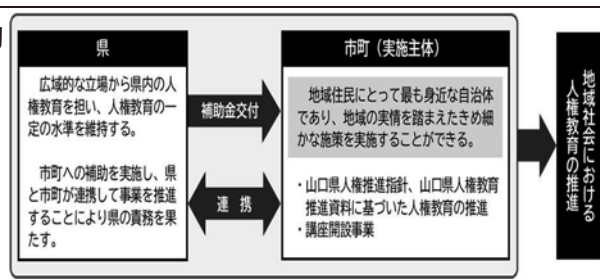 県
広域的な立場から県内の人
権教育を担い、人権教育の一
定の水準を維持する。
市町への補助を実施し、県
と市町が連携して事業を推進
することにより県の責務を果
たす。
補助金交付
連 携
市町（実施主体）
地域住民にとって最も身近な自治体
であり、地域の実情を踏まえたきめ細
かな施策を実施することができる。
・山口県人権推進指針、山口県人権教育
推進資料に基づいた人権教育の推進
・講座開設事業
地域社会における
人権教育の推進